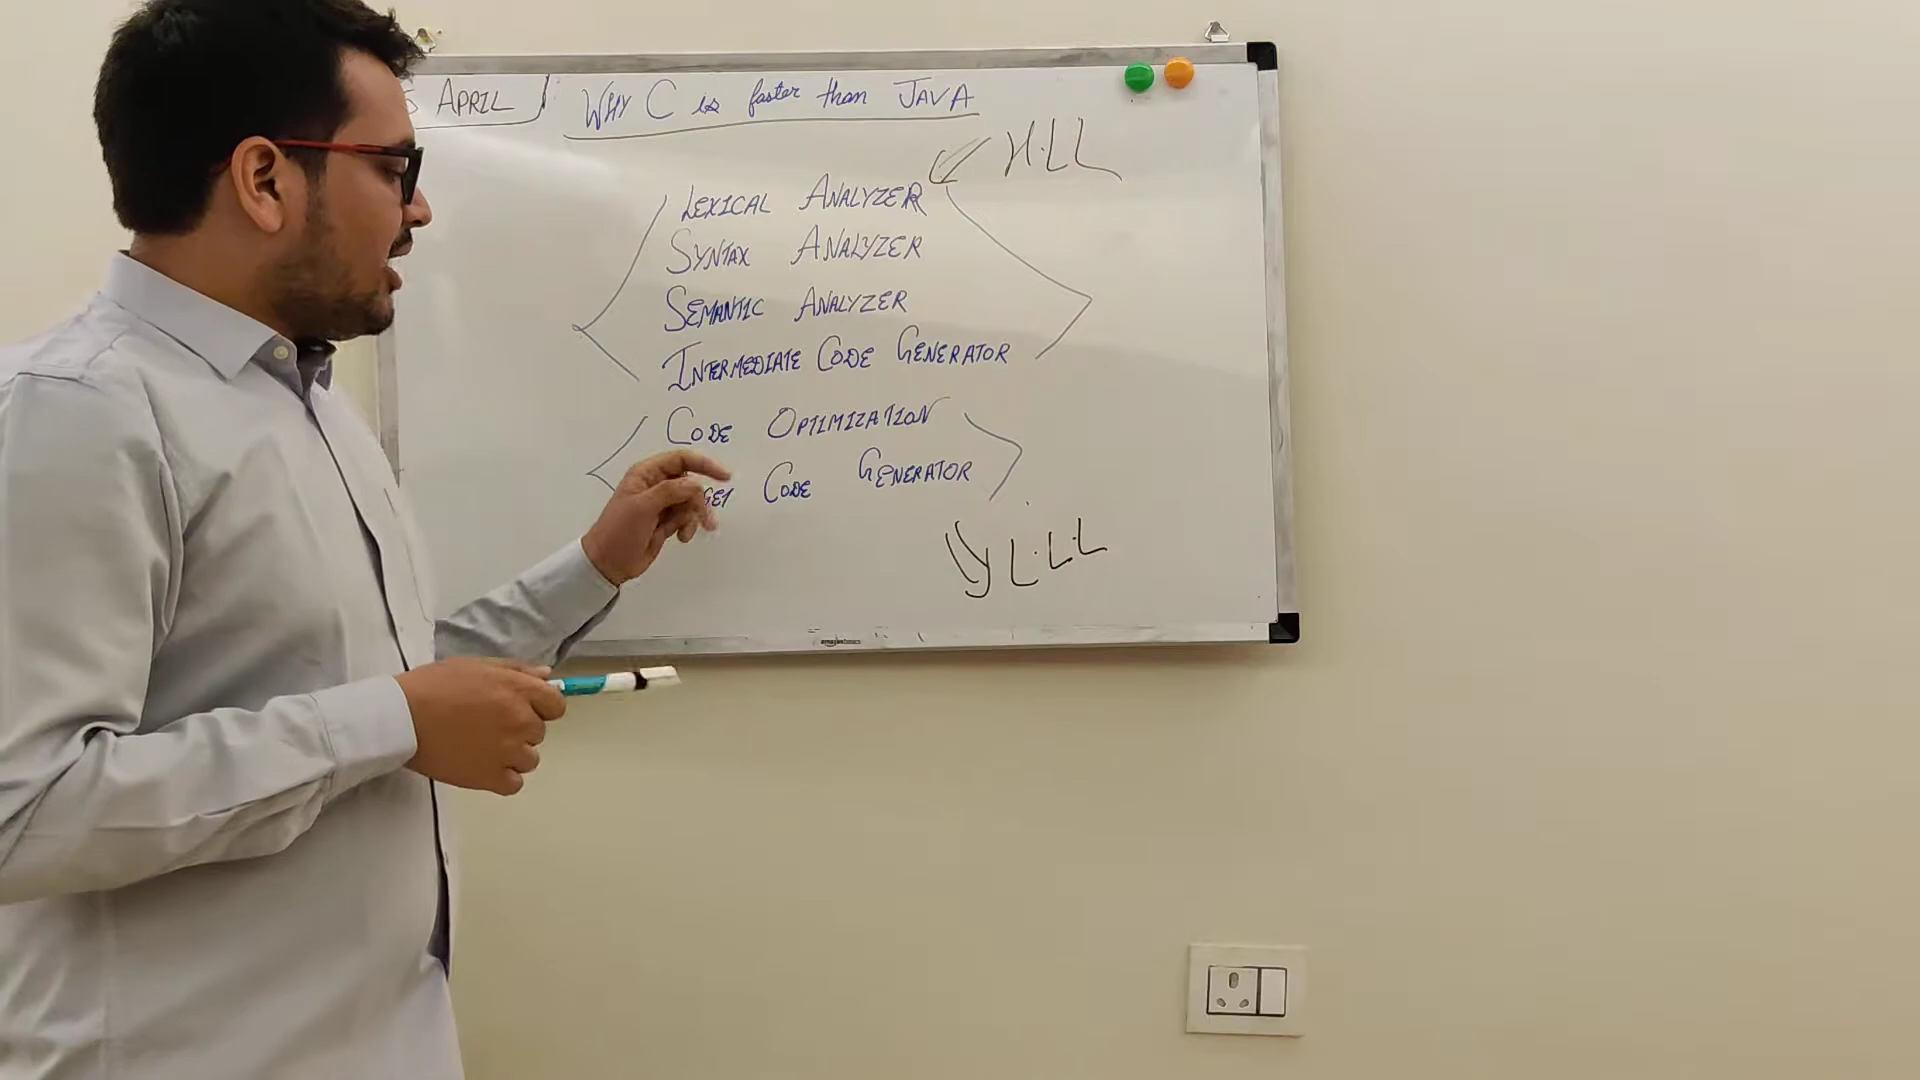 APRIL
WHY C is faster than JAVA
H.LL
LEXICAL ANALYZER
SYNTAX ANALYZER
SEMANTIC ANALYZER
INTERMEDIATE CODE GENERATOR
CODE OPTIMIZATION
GET CODE GENERATOR
L.L.L
amazonbasics